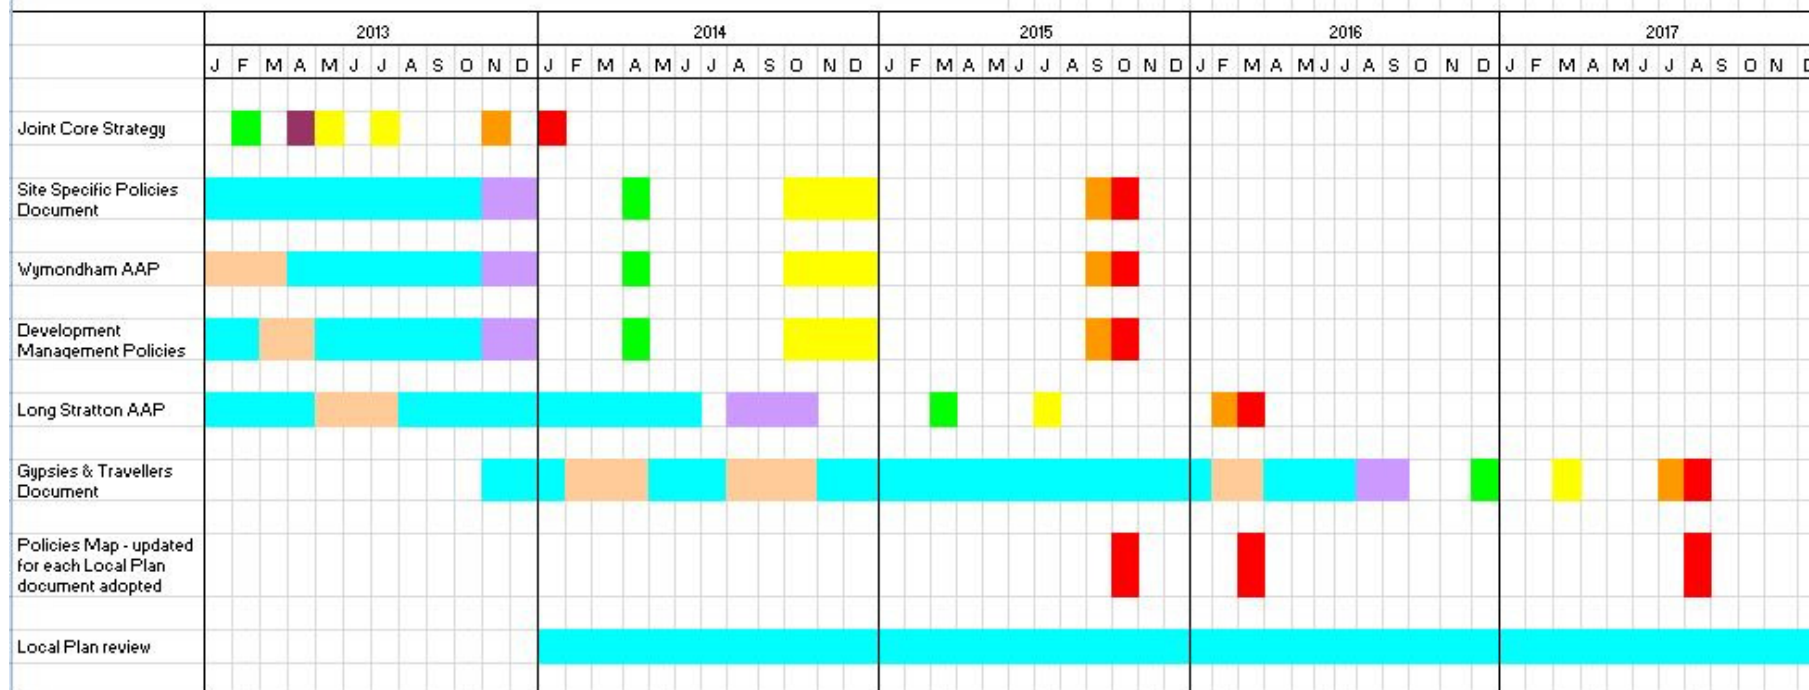 2013 2014 2015 2016 2017
J F M A M J J A S O N D J F M A M J J A S O N D J F M A M J J A S O N D J F M A M J J A S O N D J F M A M J J A S O N D
Joint Core Strategy
Site Specific Policies
Document
Wymondham AAP
Development
Management Policies
Long Stratton AAP
Gypsies & Travellers
Document
Policies Map - updated
for each Local Plan
document adopted
Local Plan review